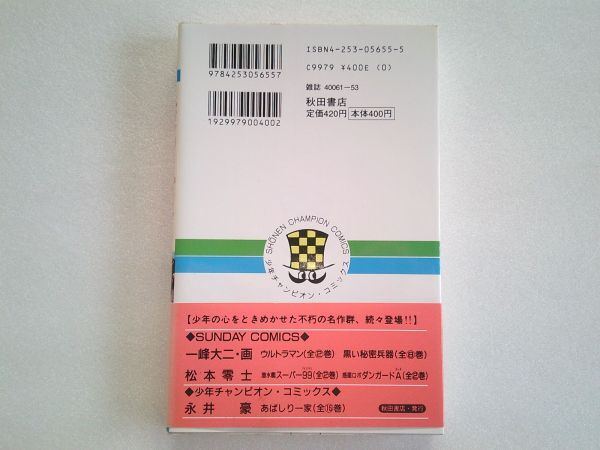 ISBN4-253-05655-5
C9979 ¥400E (0)
9784253056557
雑誌 40061-53
秋田書店
定価420円 本体400円
1929979004002
SHŌNEN CHAMPION COMICS
少年チャンピオン・コミックス
【少年の心をときめかせた不朽の名作群、続々登場!!】
◆SUNDAY COMICS◆
一峰大二・画 ウルトラマン(全②巻) 黒い秘密兵器(全⑧巻)
松本零士 潜水艦スーパー99(全②巻) 惑星ロボダンガードA(全②巻)
◆少年チャンピオン・コミックス◆
永井 豪 あばしり一家(全⑮巻)
秋田書店・発行